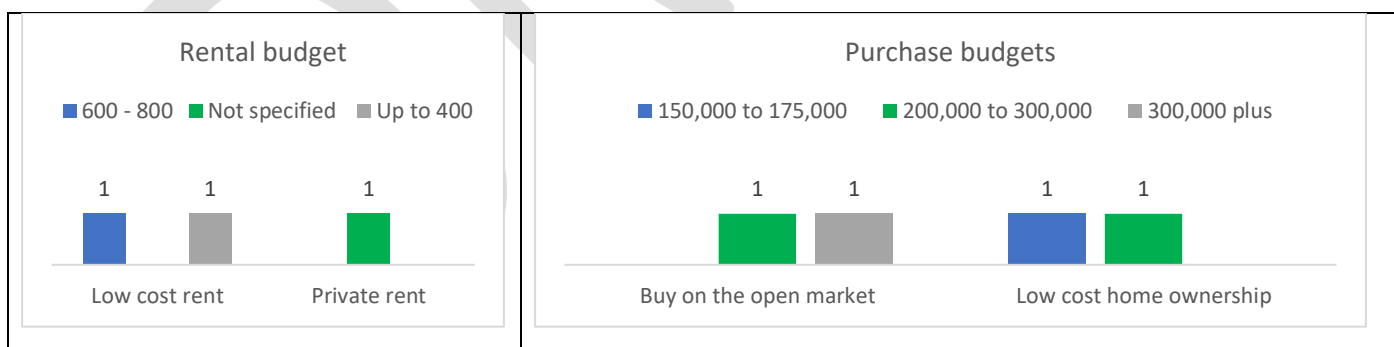 Rental budget
600 - 800 Not specified Up to 400
1 1 1
Low cost rent Private rent
Purchase budgets
150,000 to 175,000 200,000 to 300,000 300,000 plus
1 1 1 1
Buy on the open market Low cost home ownership